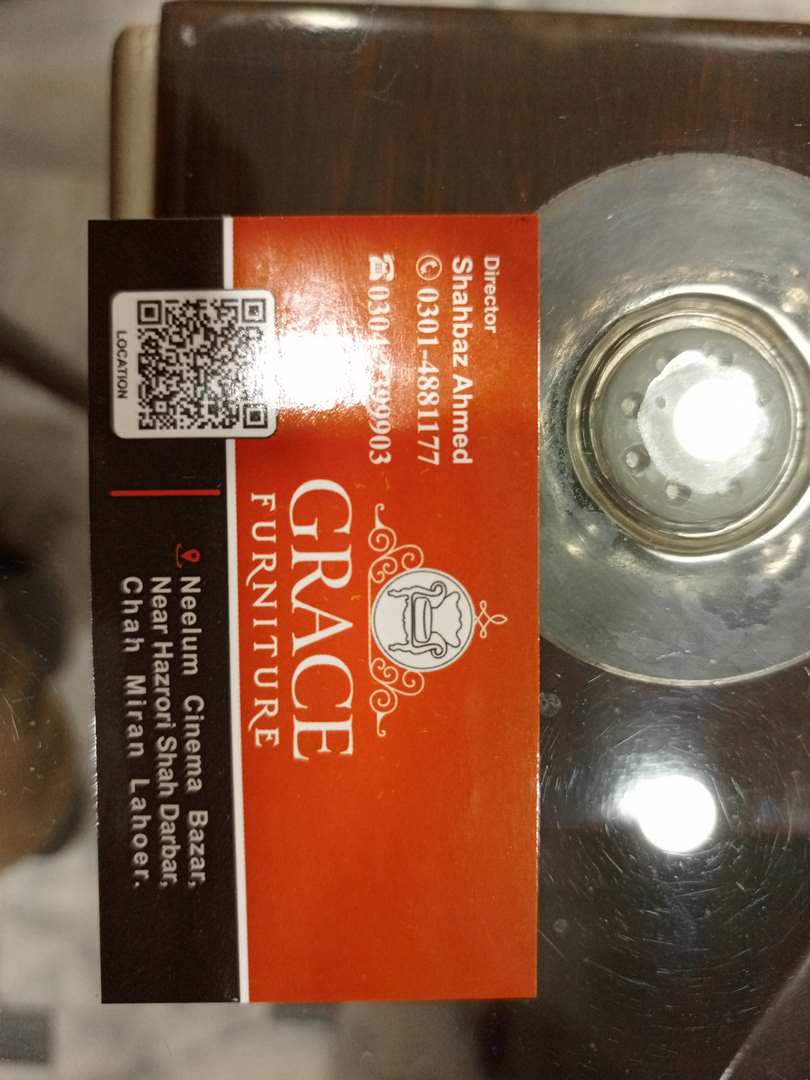 Director
Shahbaz Ahmed
0301-4881177
GRACE
FURNITURE
LOCATION
Neelum Cinema Bazar,
Near Hazrori Shah Darbar,
Chah Miran Lahoer.